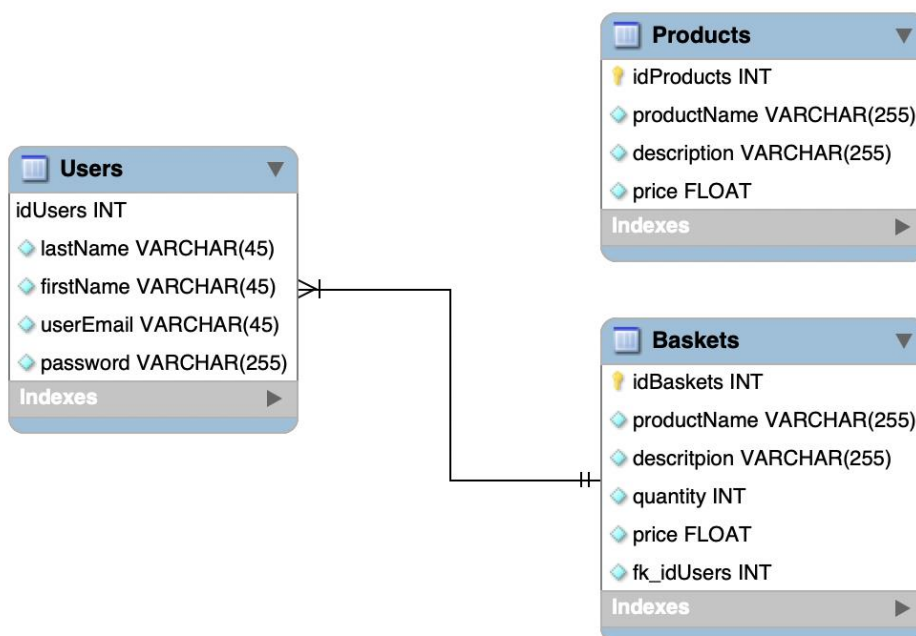 Products
idProducts INT
productName VARCHAR(255)
description VARCHAR(255)
price FLOAT
Indexes
Users
idUsers INT
lastName VARCHAR(45)
firstName VARCHAR(45)
userEmail VARCHAR(45)
password VARCHAR(255)
Indexes
Baskets
idBaskets INT
productName VARCHAR(255)
descritpion VARCHAR(255)
quantity INT
price FLOAT
fk_idUsers INT
Indexes